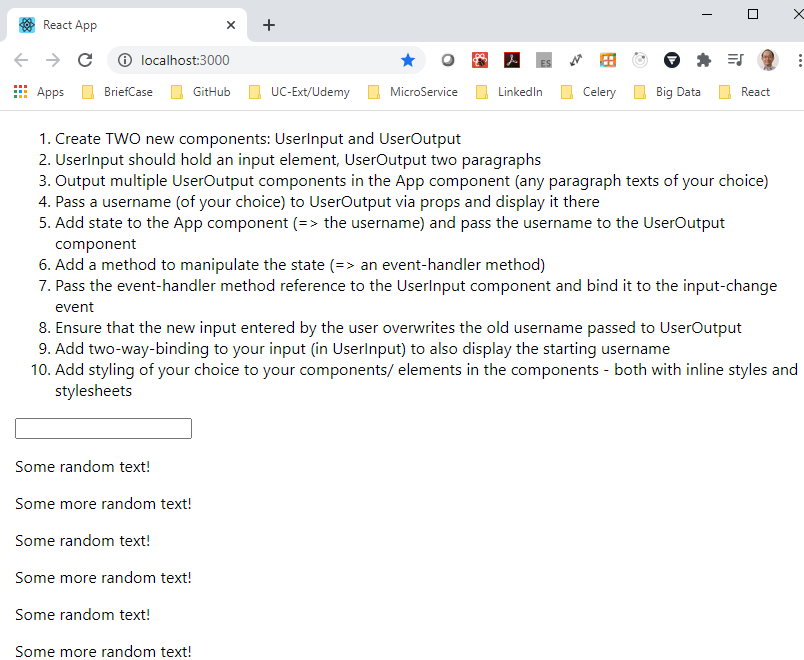 React App
localhost:3000
ES
Apps BriefCase GitHub UC-Ext/Udemy MicroService LinkedIn Celery Big Data React
1. Create TWO new components: UserInput and UserOutput
2. UserInput should hold an input element, UserOutput two paragraphs
3. Output multiple UserOutput components in the App component (any paragraph texts of your choice)
4. Pass a username (of your choice) to UserOutput via props and display it there
5. Add state to the App component (=> the username) and pass the username to the UserOutput
component
6. Add a method to manipulate the state (=> an event-handler method)
7. Pass the event-handler method reference to the UserInput component and bind it to the input-change
event
8. Ensure that the new input entered by the user overwrites the old username passed to UserOutput
9. Add two-way-binding to your input (in UserInput) to also display the starting username
10. Add styling of your choice to your components/ elements in the components - both with inline styles and
stylesheets
Some random text!
Some more random text!
Some random text!
Some more random text!
Some random text!
Some more random text!